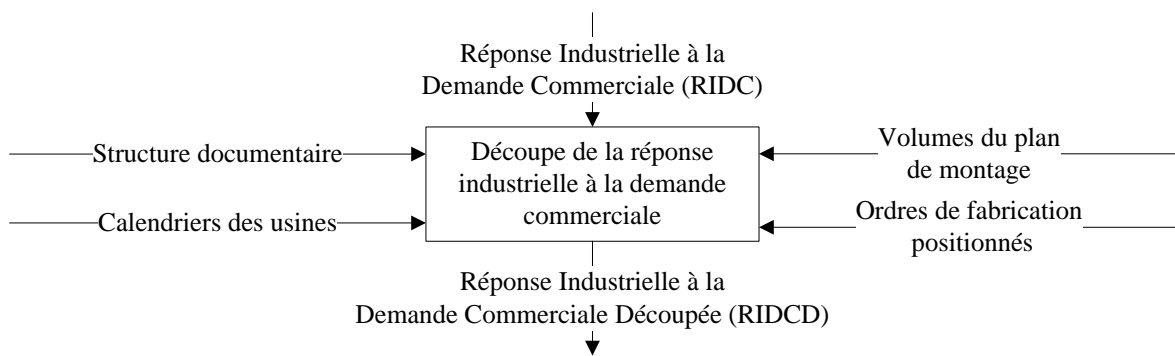 Réponse Industrielle à la
Demande Commerciale (RIDC)
Structure documentaire
Calendriers des usines
Découpe de la réponse
industrielle à la demande
commerciale
Volumes du plan
de montage
Ordres de fabrication
positionnés
Réponse Industrielle à la
Demande Commerciale Découpée (RIDCD)